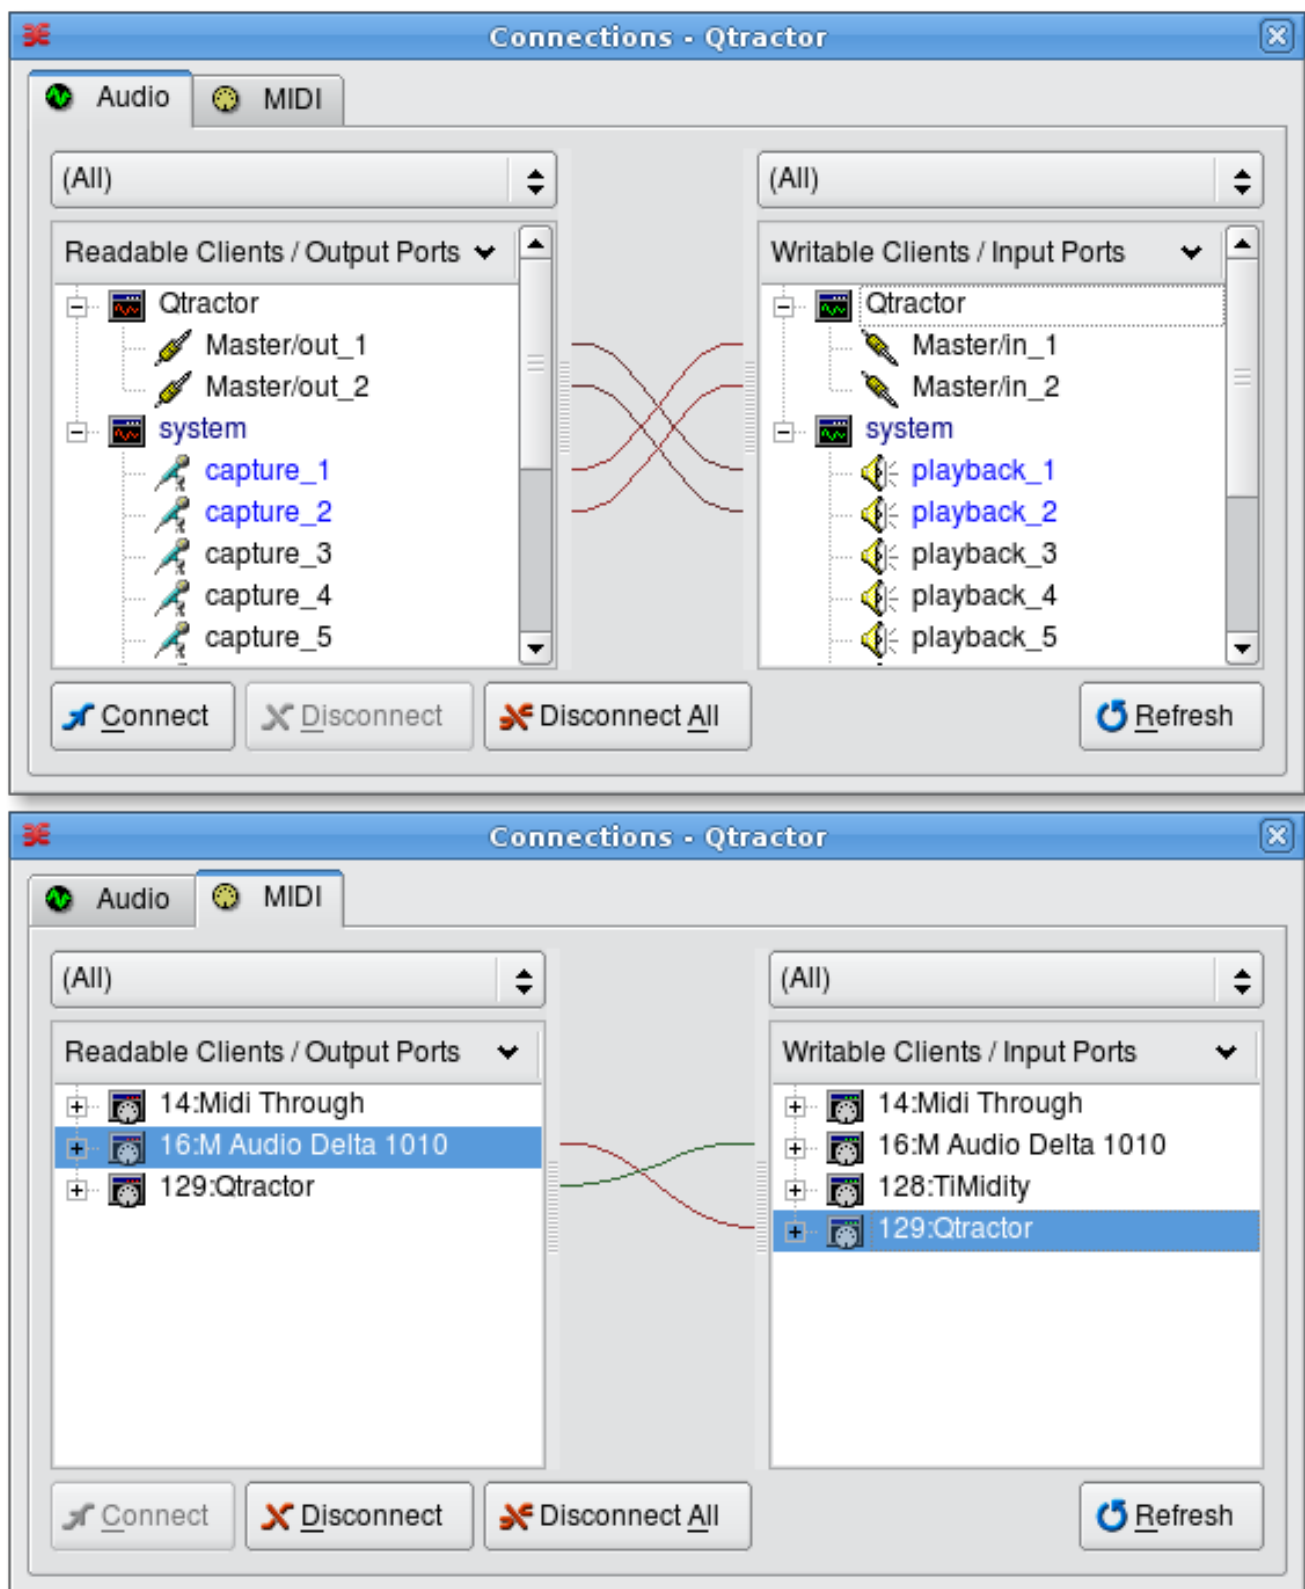 Connections - Qtractor
Audio MIDI
(All) (All)
Readable Clients / Output Ports Writable Clients / Input Ports
Qtractor Qtractor
Master/out_1 Master/in_1
Master/out_2 Master/in_2
system system
capture_1 playback_1
capture_2 playback_2
capture_3 playback_3
capture_4 playback_4
capture_5 playback_5
Connect Disconnect Disconnect All Refresh
Connections - Qtractor
Audio MIDI
(All) (All)
Readable Clients / Output Ports Writable Clients / Input Ports
14:Midi Through 14:Midi Through
16:M Audio Delta 1010 16:M Audio Delta 1010
129:Qtractor 128:TiMidity
129:Qtractor
Connect Disconnect Disconnect All Refresh